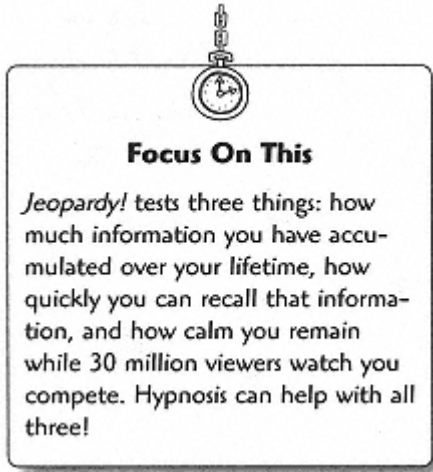 Focus On This
Jeopardy! tests three things: how
much information you have accu-
mulated over your lifetime, how
quickly you can recall that informa-
tion, and how calm you remain
while 30 million viewers watch you
compete. Hypnosis can help with all
three!